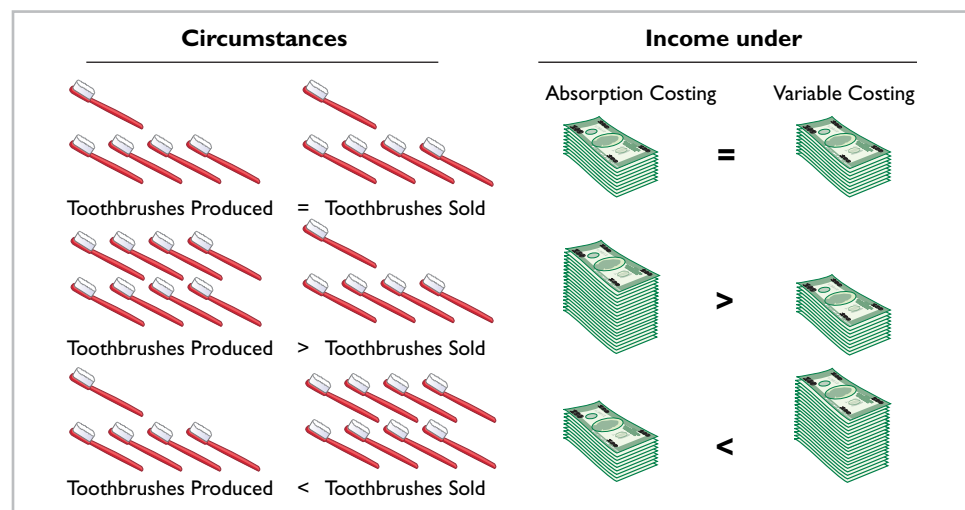 Circumstances
Income under
Absorption Costing
Variable Costing
=
Toothbrushes Produced = Toothbrushes Sold
>
Toothbrushes Produced > Toothbrushes Sold
<
Toothbrushes Produced < Toothbrushes Sold